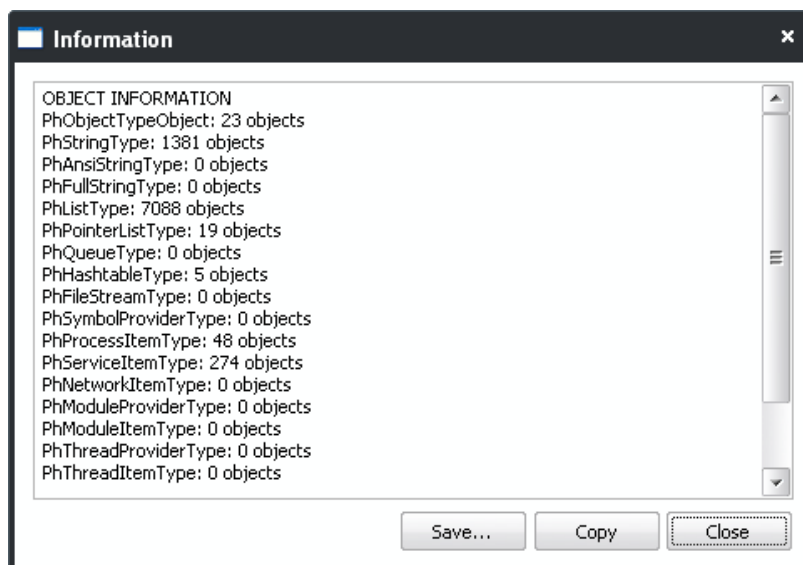 Information
OBJECT INFORMATION
PhObjectTypeObject: 23 objects
PhStringType: 1381 objects
PhAnsiStringType: 0 objects
PhFullStringType: 0 objects
PhListType: 7088 objects
PhPointerListType: 19 objects
PhQueueType: 0 objects
PhHashtableType: 5 objects
PhFileStreamType: 0 objects
PhSymbolProviderType: 0 objects
PhProcessItemType: 48 objects
PhServiceItemType: 274 objects
PhNetworkItemType: 0 objects
PhModuleProviderType: 0 objects
PhModuleItemType: 0 objects
PhThreadProviderType: 0 objects
PhThreadItemType: 0 objects
Save... Copy Close